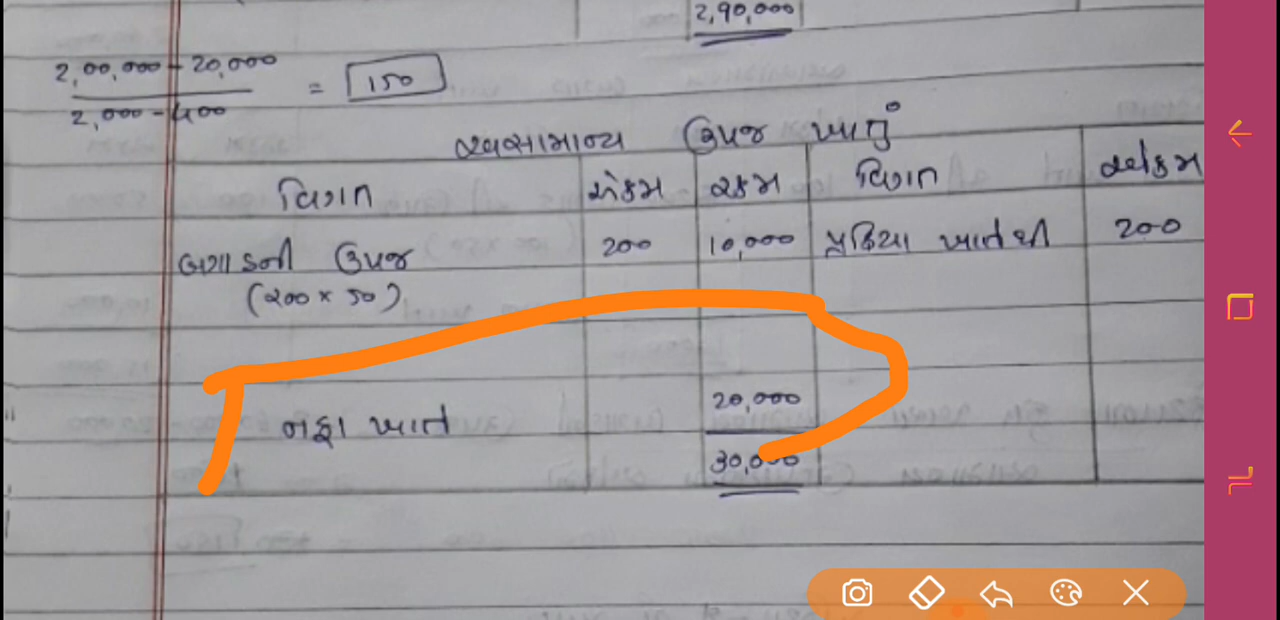 2,90,000
2,00,000 - 20,000
2,000 - 400
= 150
ઉપજ ખાતું
વિગત એકમ રકમ વિગત એકમ
બગાડની ઉપજ 200 10,000 પ્રક્રિયા ખાતેથી 200
(200 × 50)
20,000
નફા ખાતે
30,000